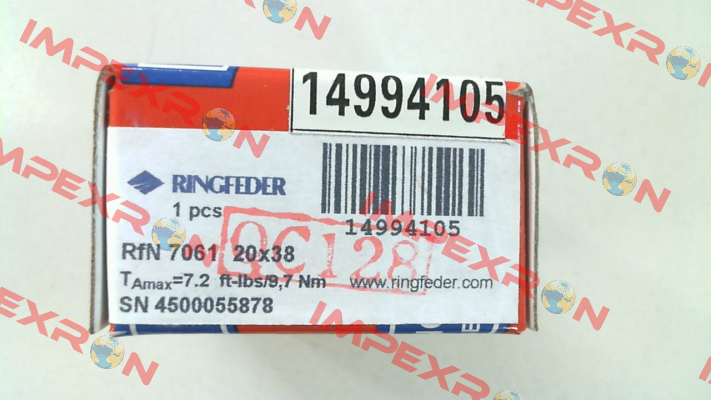 14994105
RINGFEDER
1 pcs
14994105
QC128
RfN 7061 20x38
TAmax=7.2 ft-lbs/9,7 Nm www.ringfeder.com
SN 4500055878
IMPEXRON
IMPEXRON
IMPEXRON
IMPEXRON
IMPEXRON
IMPEXRON